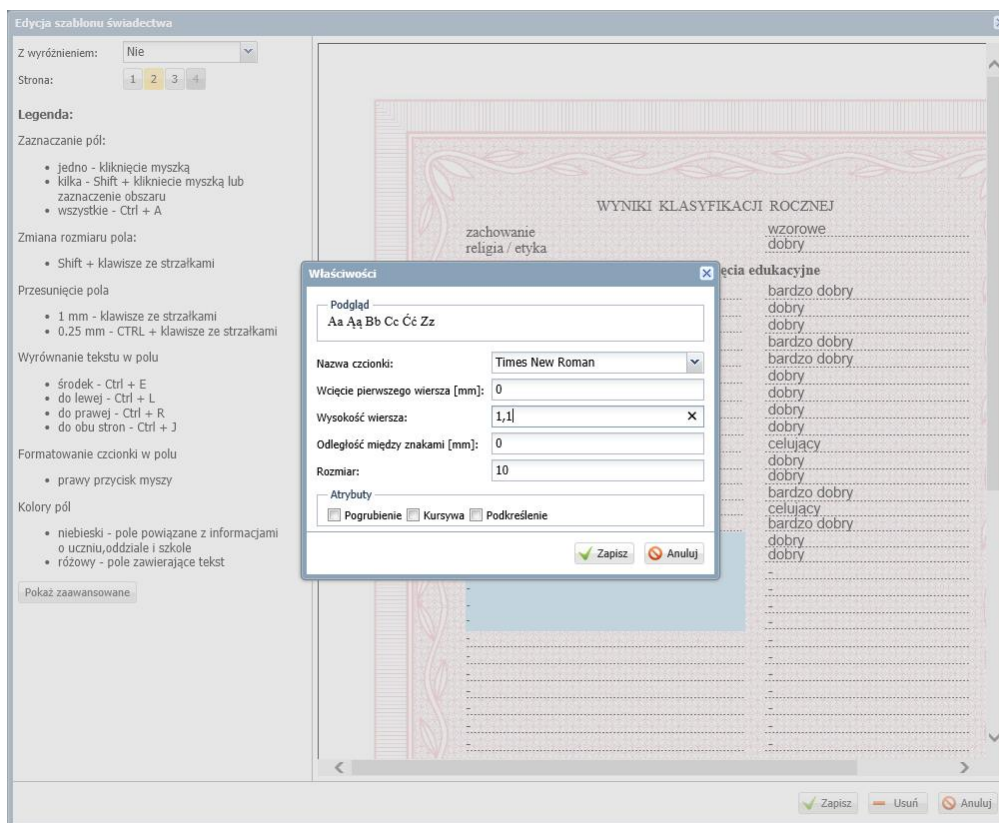 Edycja szablonu świadectwa
Z wyróżnieniem: Nie
Strona: 1 2 3 4
Legenda:
Zaznaczanie pól:
• jedno - kliknięcie myszką
• kilka - Shift + klikniecie myszką lub
zaznaczenie obszaru
• wszystkie - Ctrl + A
Zmiana rozmiaru pola:
• Shift + klawisze ze strzałkami
Przesunięcie pola
• 1 mm - klawisze ze strzałkami
• 0.25 mm - CTRL + klawisze ze strzałkami
Wyrównanie tekstu w polu
• środek - Ctrl + E
• do lewej - Ctrl + L
• do prawej - Ctrl + R
• do obu stron - Ctrl + J
Formatowanie czcionki w polu
• prawy przycisk myszy
Kolory pól
• niebieski - pole powiązane z informacjami
o uczniu,oddziale i szkole
• różowy - pole zawierające tekst
Pokaż zaawansowane
WYNIKI KLASYFIKACJI ROCZNEJ
zachowanie wzorowe
religia / etyka dobry
ęcia edukacyjne
bardzo dobry
dobry
dobry
bardzo dobry
bardzo dobry
dobry
dobry
dobry
dobry
celujący
dobry
dobry
bardzo dobry
celujący
bardzo dobry
dobry
dobry
-
- -
- -
- -
- -
- -
- -
- -
- -
- -
- -
Właściwości
Podgląd
Aa Ąą Bb Cc Ćć Zz
Nazwa czcionki: Times New Roman
Wcięcie pierwszego wiersza [mm]: 0
Wysokość wiersza: 1,1
Odległość między znakami [mm]: 0
Rozmiar: 10
Atrybuty
Pogrubienie Kursywa Podkreślenie
Zapisz Anuluj
Zapisz Usuń Anuluj